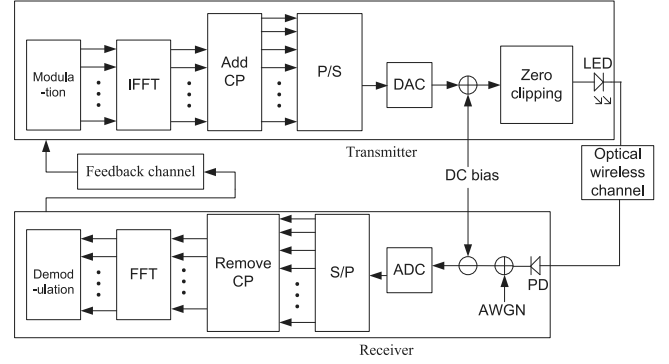 Modula
-tion
IFFT
Add
CP
P/S
DAC
Zero
clipping
LED
Transmitter
Feedback channel
DC bias
Optical
wireless
channel
Demod
-ulation
FFT
Remove
CP
S/P
ADC
AWGN
PD
Receiver